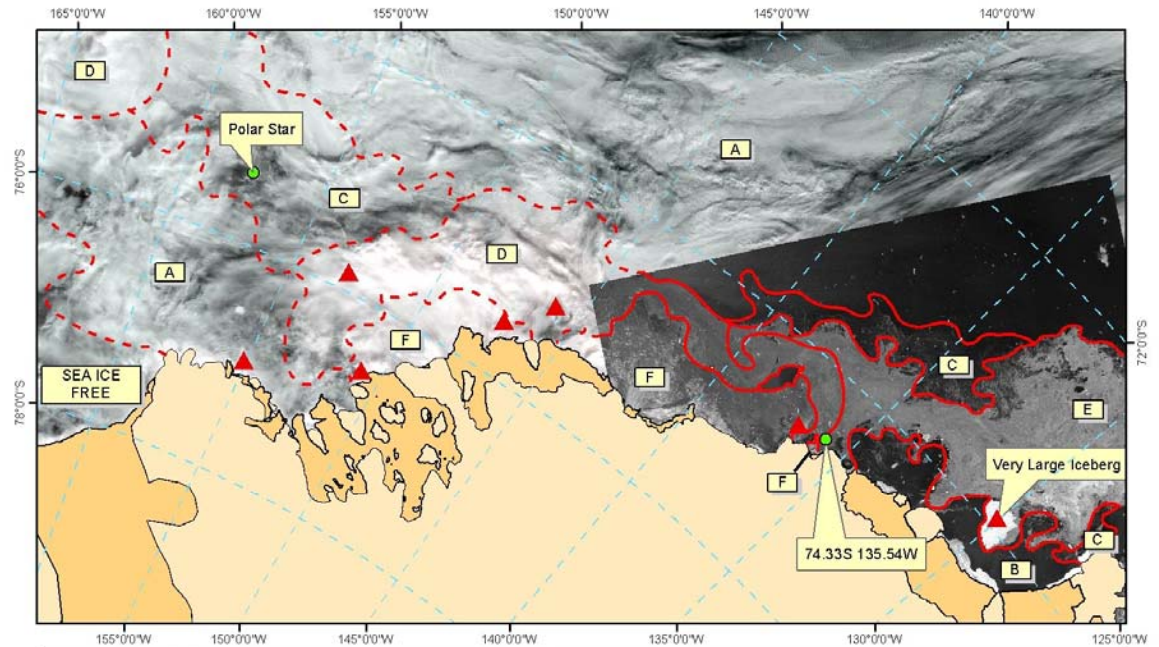 165°0'0"W
160°0'0"W
155°0'0"W
150°0'0"W
145°0'0"W
140°0'0"W
D
Polar Star
A
76°0'0"S
C
D
A
F
C
72°0'0"S
F
SEA ICE
FREE
78°0'0"S
E
Very Large Iceberg
F
C
74.33S 135.54W
B
155°0'0"W
150°0'0"W
145°0'0"W
140°0'0"W
135°0'0"W
130°0'0"W
125°0'0"W